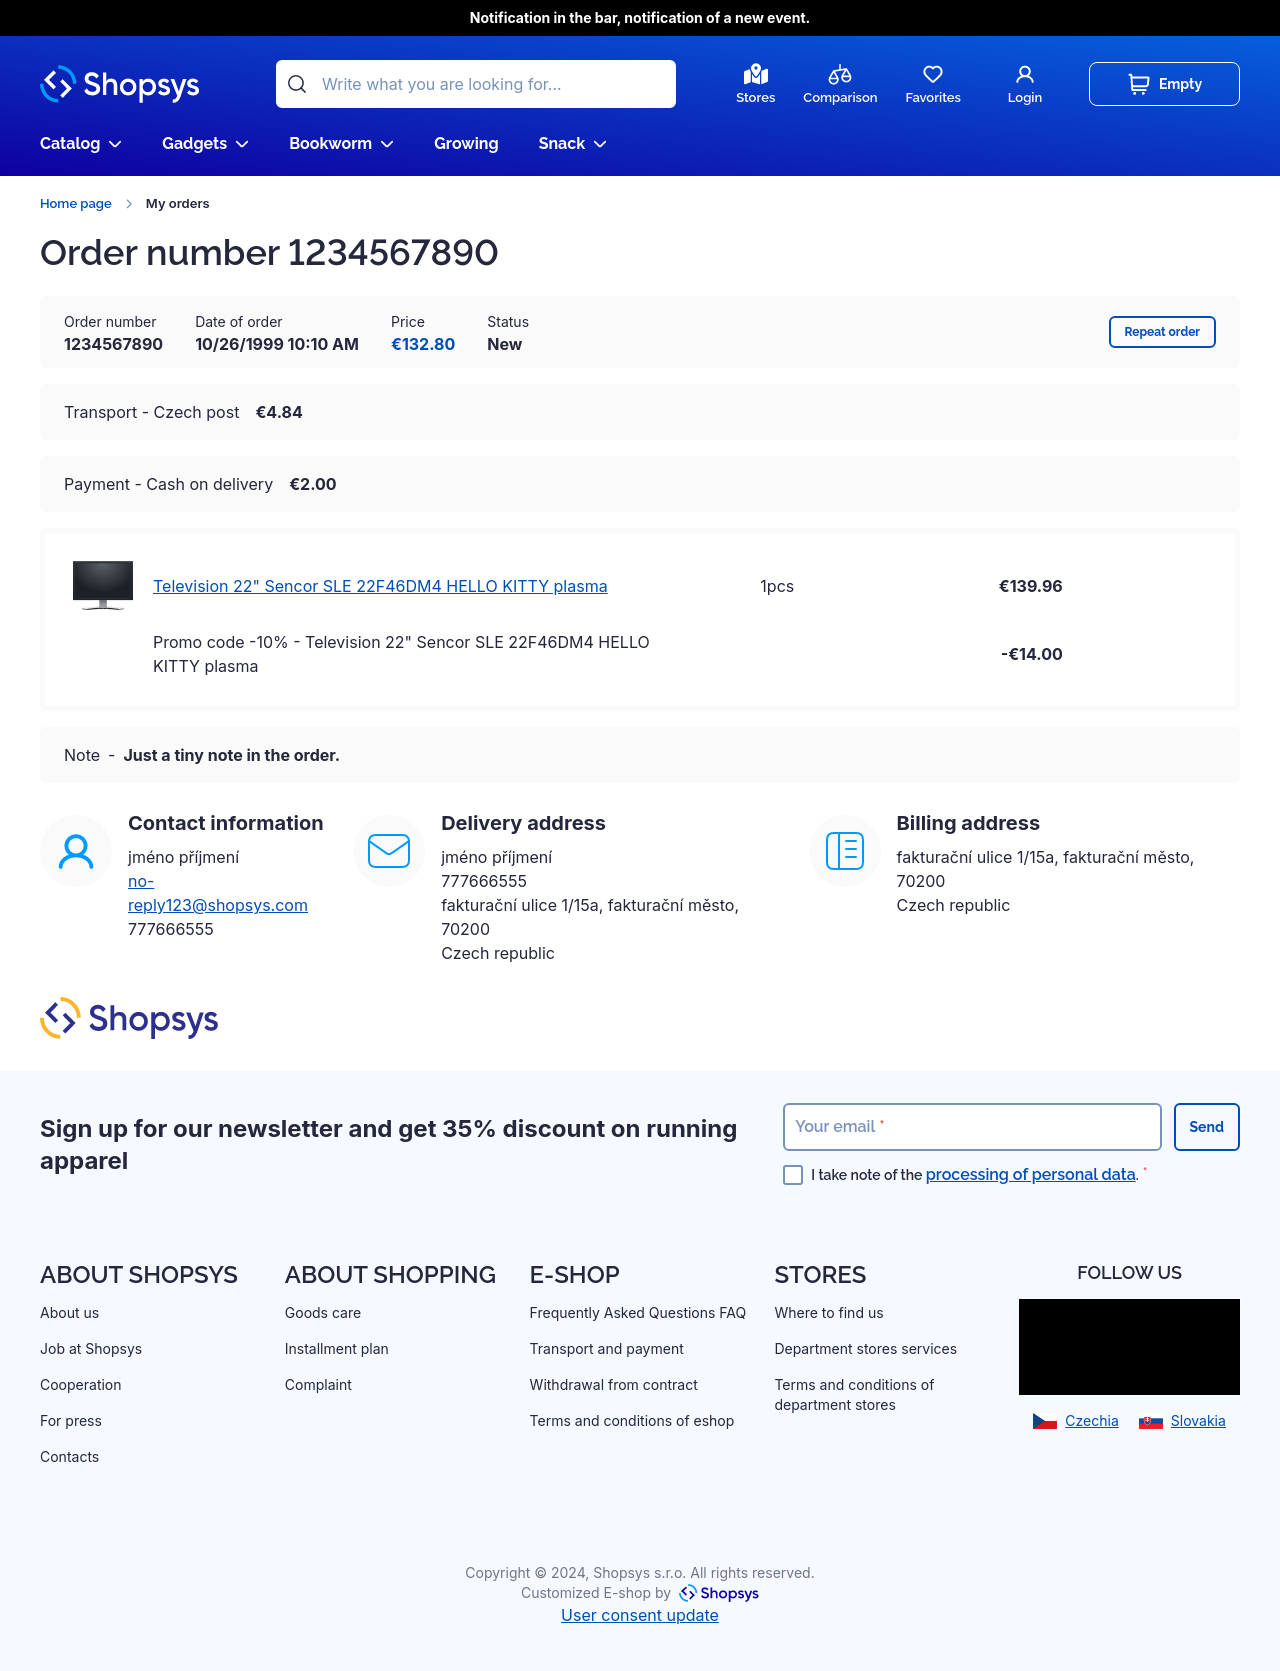 Notification in the bar, notification of a new event.
Shopsys
Write what you are looking for...
Stores
Comparison
Favorites
Login
Empty
Catalog
Gadgets
Bookworm
Growing
Snack
Home page
My orders
Order number 1234567890
Order number
1234567890
Date of order
10/26/1999 10:10 AM
Price
€132.80
Status
New
Repeat order
Transport - Czech post €4.84
Payment - Cash on delivery €2.00
Television 22" Sencor SLE 22F46DM4 HELLO KITTY plasma
1pcs
€139.96
Promo code -10% - Television 22" Sencor SLE 22F46DM4 HELLO
KITTY plasma
-€14.00
Note - Just a tiny note in the order.
Contact information
jméno příjmení
no-
reply123@shopsys.com
777666555
Delivery address
jméno příjmení
777666555
fakturační ulice 1/15a, fakturační město,
70200
Czech republic
Billing address
fakturační ulice 1/15a, fakturační město,
70200
Czech republic
Shopsys
Sign up for our newsletter and get 35% discount on running
apparel
Your email *
Send
I take note of the processing of personal data. *
ABOUT SHOPSYS
About us
Job at Shopsys
Cooperation
For press
Contacts
ABOUT SHOPPING
Goods care
Installment plan
Complaint
E-SHOP
Frequently Asked Questions FAQ
Transport and payment
Withdrawal from contract
Terms and conditions of eshop
STORES
Where to find us
Department stores services
Terms and conditions of
department stores
FOLLOW US
Czechia
Slovakia
Copyright © 2024, Shopsys s.r.o. All rights reserved.
Customized E-shop by Shopsys
User consent update